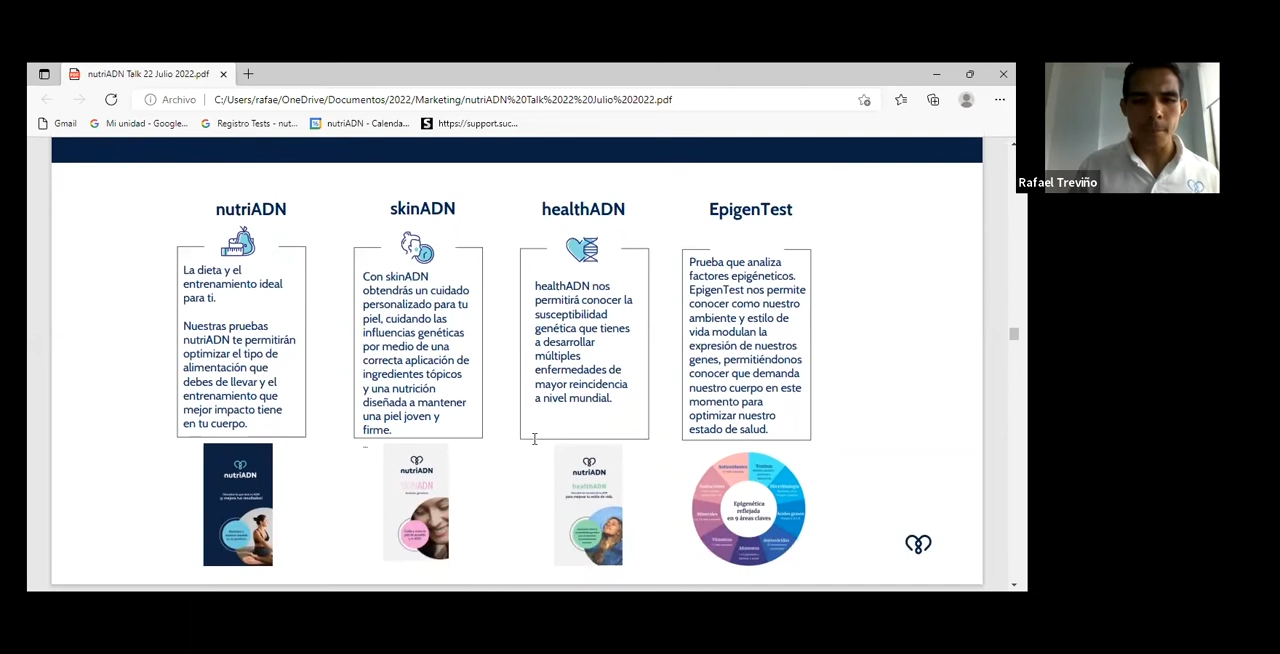 nutriADN Talk 22 Julio 2022.pdf
Archivo
C:/Users/rafae/OneDrive/Documentos/2022/Marketing/nutriADN%20Talk%2022%20Julio%202022.pdf
Gmail
Mi unidad - Google...
Registro Tests - nut...
nutriADN - Calenda...
https://support.suc...
Rafael Treviño
nutriADN
La dieta y el
entrenamiento ideal
para ti.
Nuestras pruebas
nutriADN te permitirán
optimizar el tipo de
alimentación que
debes de llevar y el
entrenamiento que
mejor impacto tiene
en tu cuerpo.
nutriADN
skinADN
Con skinADN
obtendrás un cuidado
personalizado para tu
piel, cuidando las
influencias genéticas
por medio de una
correcta aplicación de
ingredientes tópicos
y una nutrición
diseñada a mantener
una piel joven y
firme.
nutriADN
healthADN
healthADN nos
permitirá conocer la
susceptibilidad
genética que tienes
a desarrollar
múltiples
enfermedades de
mayor reincidencia
a nivel mundial.
nutriADN
healthADN
EpigenTest
Prueba que analiza
factores epigéneticos.
EpigenTest nos permite
conocer como nuestro
ambiente y estilo de
vida modulan la
expresión de nuestros
genes, permitiéndonos
conocer que demanda
nuestro cuerpo en este
momento para
optimizar nuestro
estado de salud.
Epigenética
reflejada
en 9 áreas claves